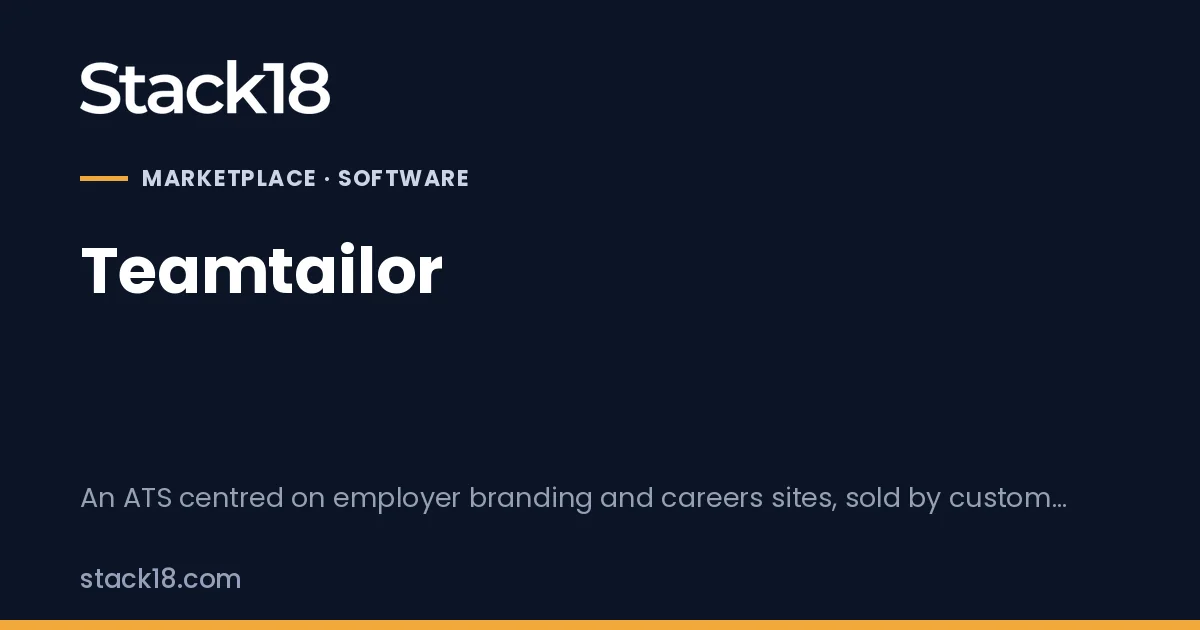 Stack18
MARKETPLACE · SOFTWARE
Teamtailor
An ATS centred on employer branding and careers sites, sold by custom...
stack18.com